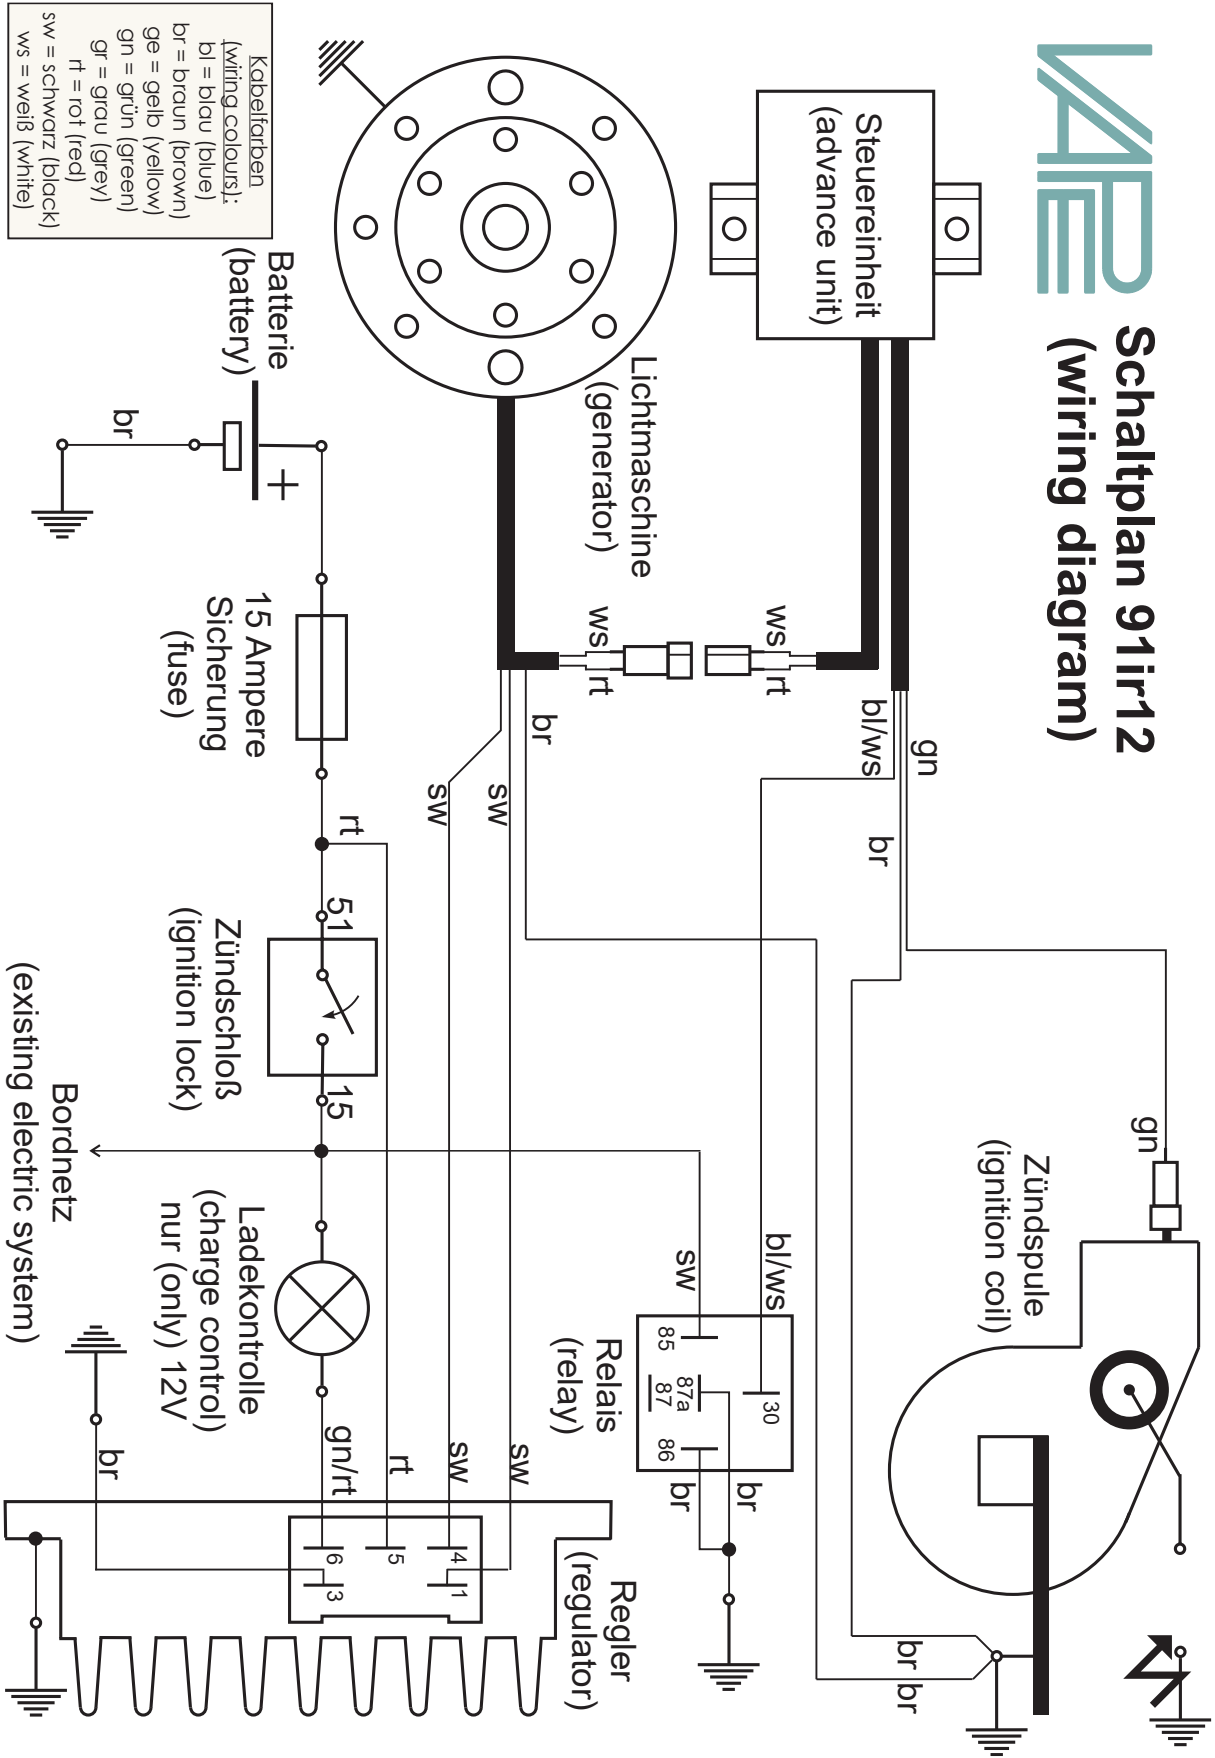 VAPE
Schaltplan 91ir12
(wiring diagram)
Steuereinheit
(advance unit)
Lichtmaschine
(generator)
Kabelfarben
(wiring colours):
bl = blau (blue)
br = braun (brown)
ge = gelb (yellow)
gn = grün (green)
gr = grau (grey)
rt = rot (red)
sw = schwarz (black)
ws = weiß (white)
Batterie
(battery)
+
br
15 Ampere
Sicherung
(fuse)
ws
rt
ws
rt
br
sw
sw
bl/ws
gn
br
rt
51
Zündschloß
(ignition lock)
15
Bordnetz
(existing electric system)
Ladekontrolle
(charge control)
nur (only) 12V
gn/rt
rt
sw
sw
br
sw
bl/ws
85
87a
87
86
30
Relais
(relay)
br
br
gn
Zündspule
(ignition coil)
br
br
Regler
(regulator)
6
5
4
3
1